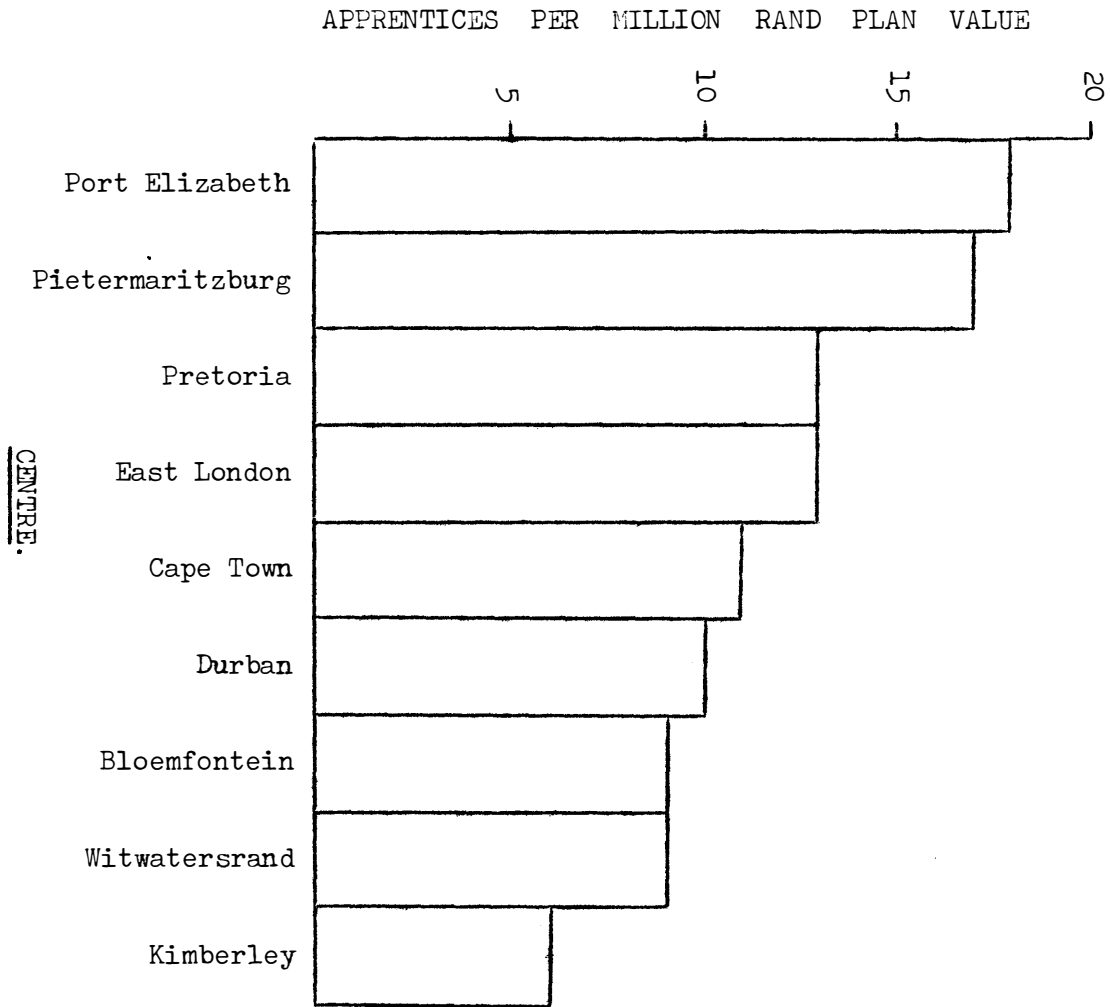 APPRENTICES PER MILLION RAND PLAN VALUE
5 10 15 20
Port Elizabeth
Pietermaritzburg
Pretoria
East London
Cape Town
Durban
Bloemfontein
Witwatersrand
Kimberley
CENTRE.